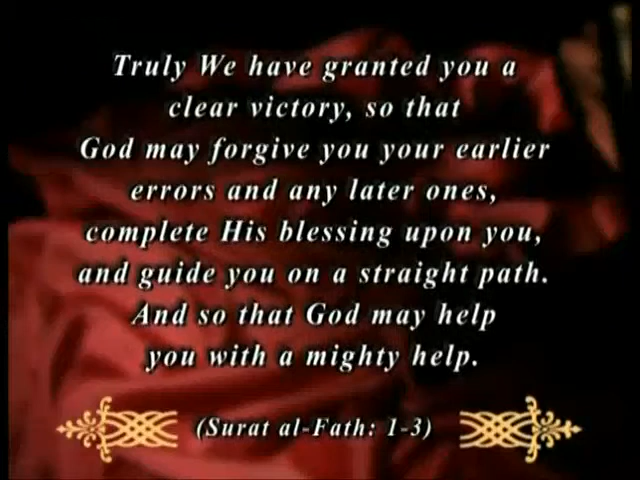 Truly We have granted you a
clear victory, so that
God may forgive you your earlier
errors and any later ones,
complete His blessing upon you,
and guide you on a straight path.
And so that God may help
you with a mighty help.
(Surat al-Fath: 1-3)